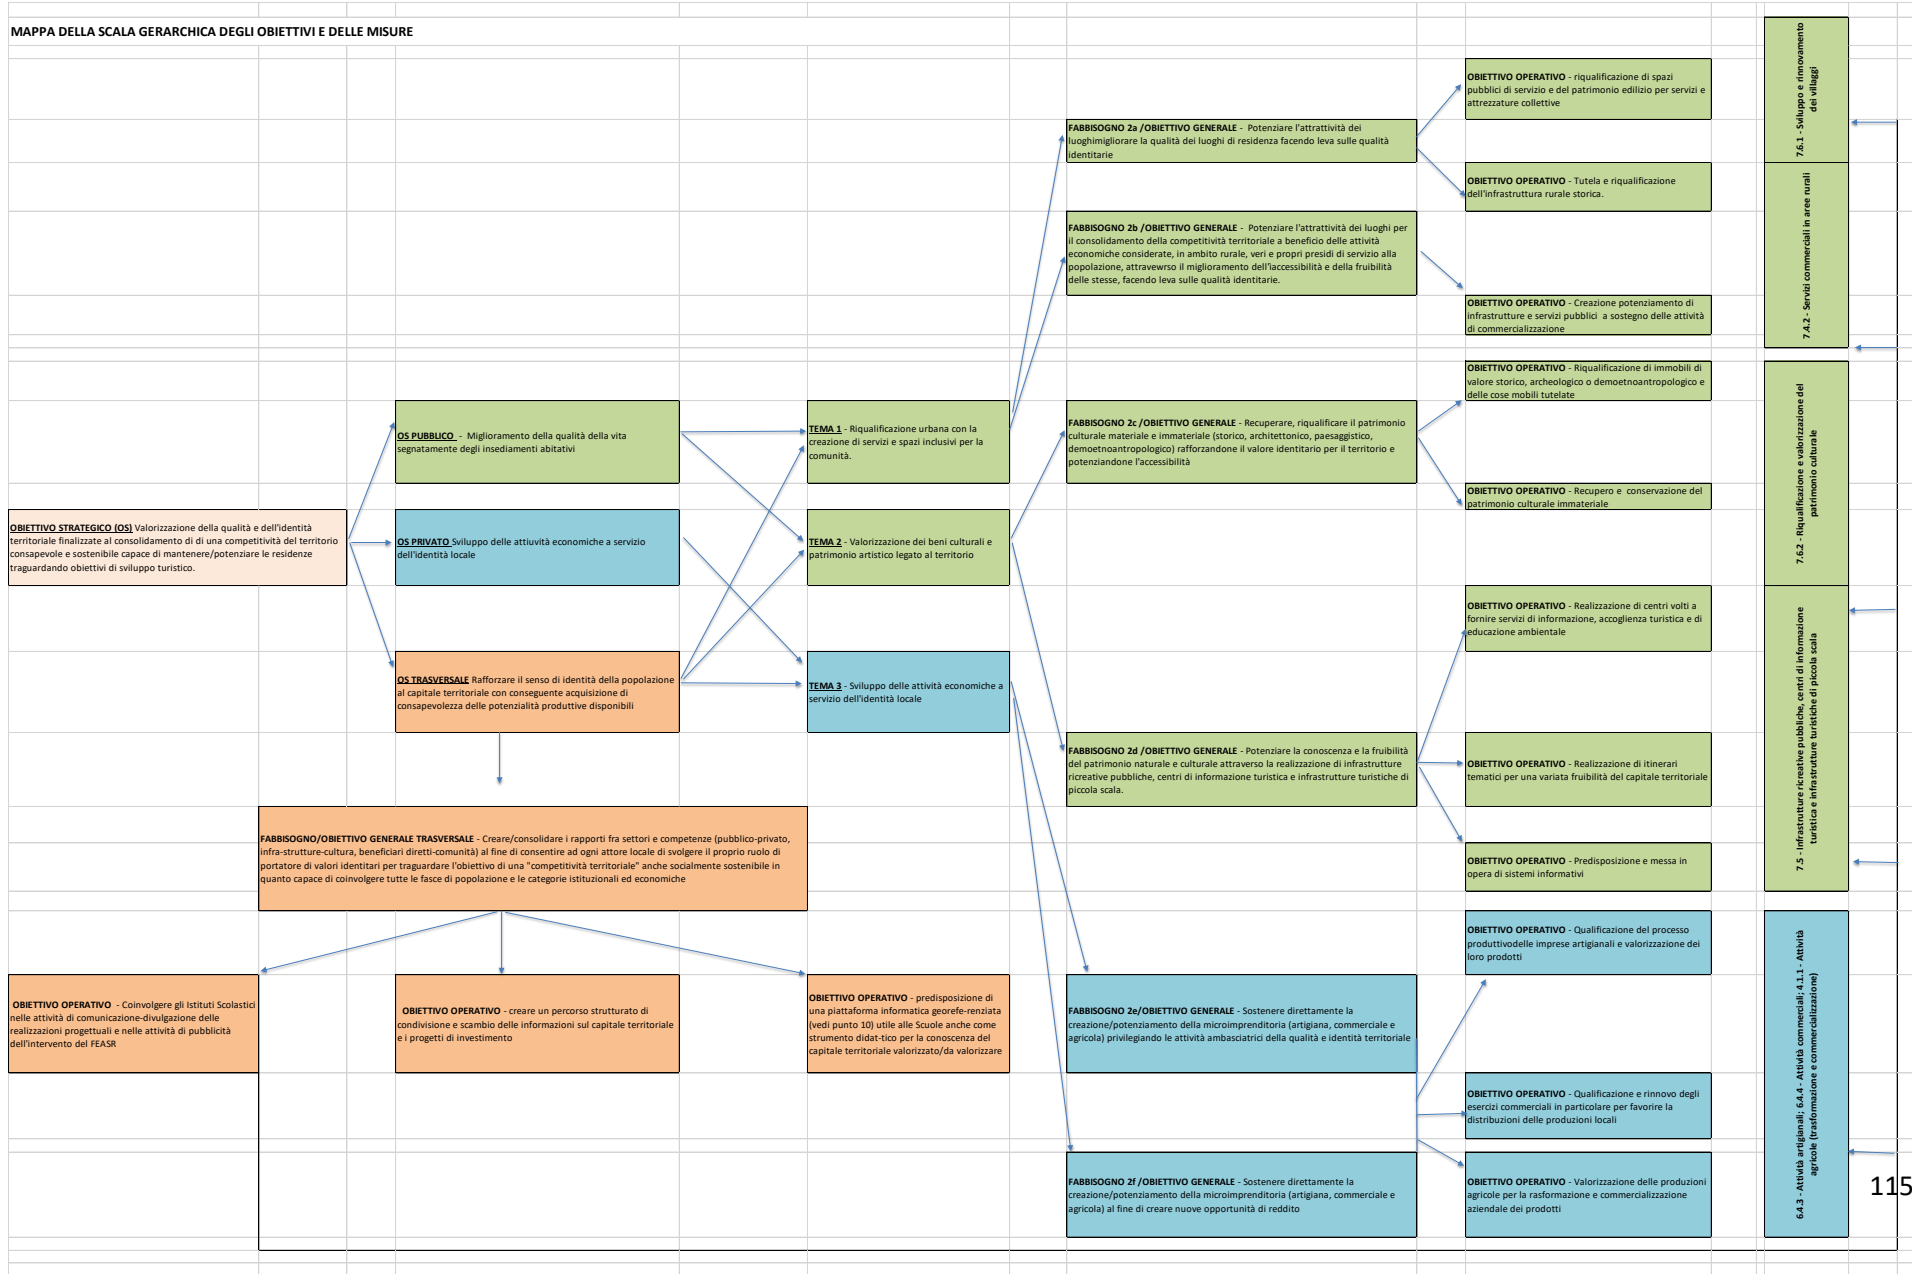 MAPPA DELLA SCALA GERARCHICA DEGLI OBIETTIVI E DELLE MISURE
OBIETTIVO STRATEGICO (OS) Valorizzazione della qualità e dell'identità
territoriale finalizzate al consolidamento di di una competitività del territorio
consapevole e sostenibile capace di mantenere/potenziare le residenze
traguardando obiettivi di sviluppo turistico.
OS PUBBLICO - Miglioramento della qualità della vita
segnatamente degli insediamenti abitativi
OS PRIVATO Sviluppo delle attiuvità economiche a servizio
dell'identità locale
OS TRASVERSALE Rafforzare il senso di identità della popolazione
al capitale territoriale con conseguente acquisizione di
consapevolezza delle potenzialità produttive disponibili
TEMA 1 - Riqualificazione urbana con la
creazione di servizi e spazi inclusivi per la
comunità.
TEMA 2 - Valorizzazione dei beni culturali e
patrimonio artistico legato al territorio
TEMA 3 - Sviluppo delle attività economiche a
servizio dell'identità locale
FABBISOGNO/OBIETTIVO GENERALE TRASVERSALE - Creare/consolidare i rapporti fra settori e competenze (pubblico-privato,
infra-strutture-cultura, beneficiari diretti-comunità) al fine di consentire ad ogni attore locale di svolgere il proprio ruolo di
portatore di valori identitari per traguardare l'obiettivo di una "competitività territoriale" anche socialmente sostenibile in
quanto capace di coinvolgere tutte le fasce di popolazione e le categorie istituzionali ed economiche
OBIETTIVO OPERATIVO - Coinvolgere gli Istituti Scolastici
nelle attività di comunicazione-divulgazione delle
realizzazioni progettuali e nelle attività di pubblicità
dell'intervento del FEASR
OBIETTIVO OPERATIVO - creare un percorso strutturato di
condivisione e scambio delle informazioni sul capitale territoriale
e i progetti di investimento
OBIETTIVO OPERATIVO - predisposizione di
una piattaforma informatica georefe-renziata
(vedi punto 10) utile alle Scuole anche come
strumento didat-tico per la conoscenza del
capitale territoriale valorizzato/da valorizzare
FABBISOGNO 2a /OBIETTIVO GENERALE - Potenziare l'attrattività dei
luoghimigliorare la qualità dei luoghi di residenza facendo leva sulle qualità
identitarie
FABBISOGNO 2b /OBIETTIVO GENERALE - Potenziare l'attrattività dei luoghi per
il consolidamento della competitività territoriale a beneficio delle attività
economiche considerate, in ambito rurale, veri e propri presidi di servizio alla
popolazione, attravewrso il miglioramento dell'iaccessibilità e della fruibilità
delle stesse, facendo leva sulle qualità identitarie.
FABBISOGNO 2c /OBIETTIVO GENERALE - Recuperare, riqualificare il patrimonio
culturale materiale e immateriale (storico, architettonico, paesaggistico,
demoetnoantropologico) rafforzandone il valore identitario per il territorio e
potenziandone l'accessibilità
FABBISOGNO 2d /OBIETTIVO GENERALE - Potenziare la conoscenza e la fruibilità
del patrimonio naturale e culturale attraverso la realizzazione di infrastrutture
ricreative pubbliche, centri di informazione turistica e infrastrutture turistiche di
piccola scala.
FABBISOGNO 2e/OBIETTIVO GENERALE - Sostenere direttamente la
creazione/potenziamento della microimprenditoria (artigiana, commerciale e
agricola) privilegiando le attività ambasciatrici della qualità e identità territoriale
FABBISOGNO 2f /OBIETTIVO GENERALE - Sostenere direttamente la
creazione/potenziamento della microimprenditoria (artigiana, commerciale e
agricola) al fine di creare nuove opportunità di reddito
OBIETTIVO OPERATIVO - riqualificazione di spazi
pubblici di servizio e del patrimonio edilizio per servizi e
attrezzature collettive
OBIETTIVO OPERATIVO - Tutela e riqualificazione
dell'infrastruttura rurale storica.
OBIETTIVO OPERATIVO - Creazione potenziamento di
infrastrutture e servizi pubblici a sostegno delle attività
di commercializzazione
OBIETTIVO OPERATIVO - Riqualificazione di immobili di
valore storico, archeologico o demoetnoantropologico e
delle cose mobili tutelate
OBIETTIVO OPERATIVO - Recupero e conservazione del
patrimonio culturale immateriale
OBIETTIVO OPERATIVO - Realizzazione di centri volti a
fornire servizi di informazione, accoglienza turistica e di
educazione ambientale
OBIETTIVO OPERATIVO - Realizzazione di itinerari
tematici per una variata fruibilità del capitale territoriale
OBIETTIVO OPERATIVO - Predisposizione e messa in
opera di sistemi informativi
OBIETTIVO OPERATIVO - Qualificazione del processo
produttivodelle imprese artigianali e valorizzazione dei
loro prodotti
OBIETTIVO OPERATIVO - Qualificazione e rinnovo degli
esercizi commerciali in particolare per favorire la
distribuzioni delle produzioni locali
OBIETTIVO OPERATIVO - Valorizzazione delle produzioni
agricole per la rasformazione e commercializzazione
aziendale dei prodotti
7.6.1 - Sviluppo e rinnovamento
dei villaggi
7.4.2 - Servizi commerciali in aree rurali
7.6.2 - Riqualificazione e valorizzazione del
patrimonio culturale
7.5 - Infrastrutture ricreative pubbliche, centri di informazione
turistica e infrastrutture turistiche di piccola scala
6.4.3 - Attività artigianali; 6.4.4 - Attività commerciali; 4.1.1 - Attività
agricole (trasformazione e commercializzazione)
115